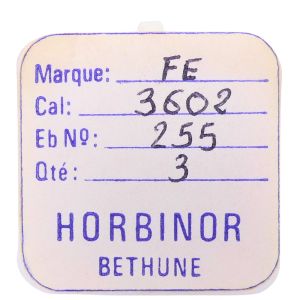 Marque: FE
Cal: 3602
Eb Nº: 255
Qté: 3
HORBINOR
BETHUNE